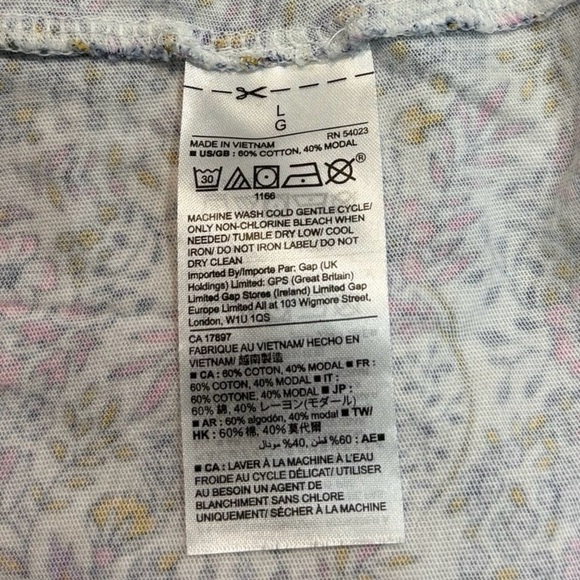 L
G
MADE IN VIETNAM RN 54023
■ US/GB : 60% COTTON, 40% MODAL
30
®
1166
MACHINE WASH COLD GENTLE CYCLE/
ONLY NON-CHLORINE BLEACH WHEN
NEEDED/ TUMBLE DRY LOW/ COOL
IRON/ DO NOT IRON LABEL/ DO NOT
DRY CLEAN
Imported By/Importe Par: Gap (UK
Holdings) Limited: GPS (Great Britain)
Limited Gap Stores (Ireland) Limited Gap
Europe Limited All at 103 Wigmore Street,
London, W1U 1QS
CA 17897
FABRIQUE AU VIETNAM/ HECHO EN
VIETNAM/ 越南製造
■ CA : 60% COTON, 40% MODAL ■ FR :
60% COTON, 40% MODAL ■ IT :
60% COTONE, 40% MODAL ■ JP :
60% 綿, 40% レーヨン(モダール)
■ AR : 60% algodón, 40% modal ■ TW/
HK : 60% 棉, 40% 莫代爾
■ AE : 60% قطن, 40% مودال
■ CA : LAVER À LA MACHINE À L'EAU
FROIDE AU CYCLE DÉLICAT/ UTILISER
AU BESOIN UN AGENT DE
BLANCHIMENT SANS CHLORE
UNIQUEMENT/ SÉCHER À LA MACHINE